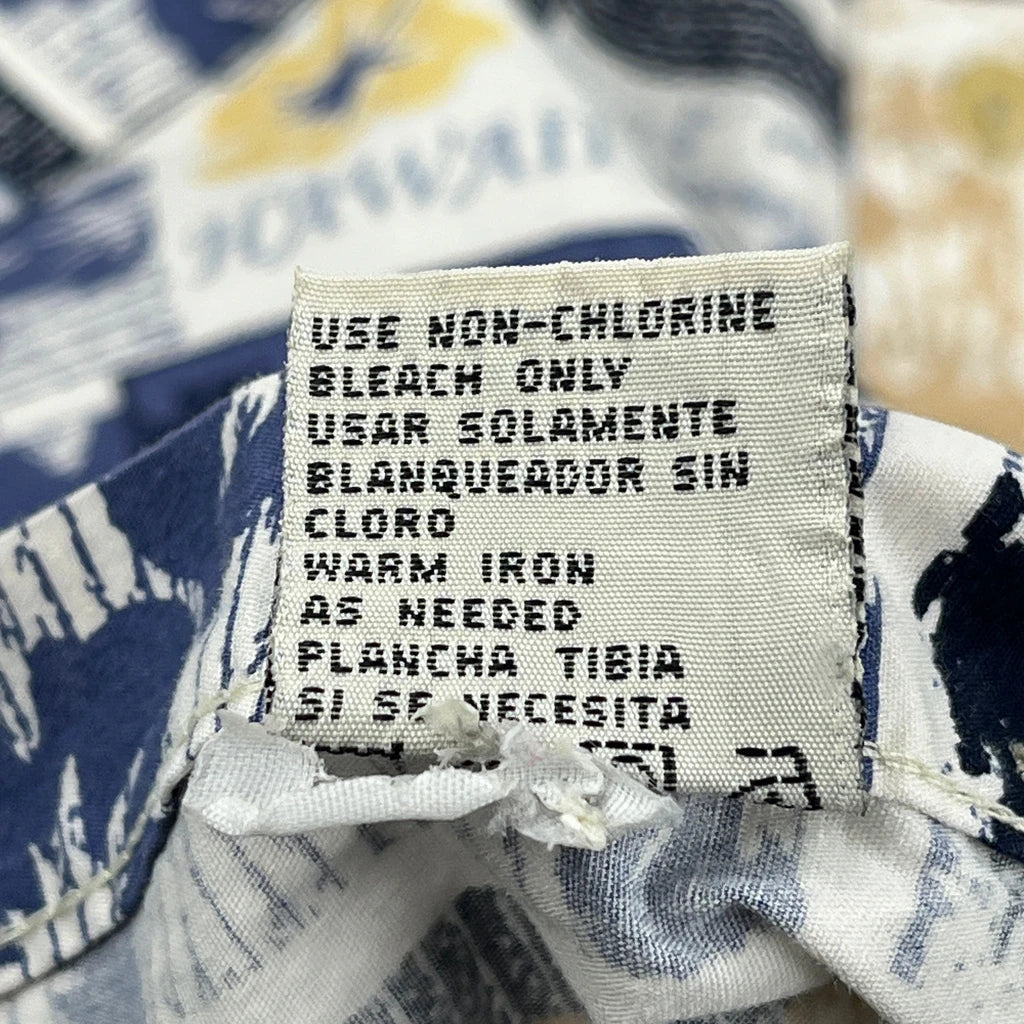 HAWAII
USE NON-CHLORINE
BLEACH ONLY
USAR SOLAMENTE
BLANQUEADOR SIN
CLORO
WARM IRON
AS NEEDED
PLANCHA TIBIA
SI SE NECESITA